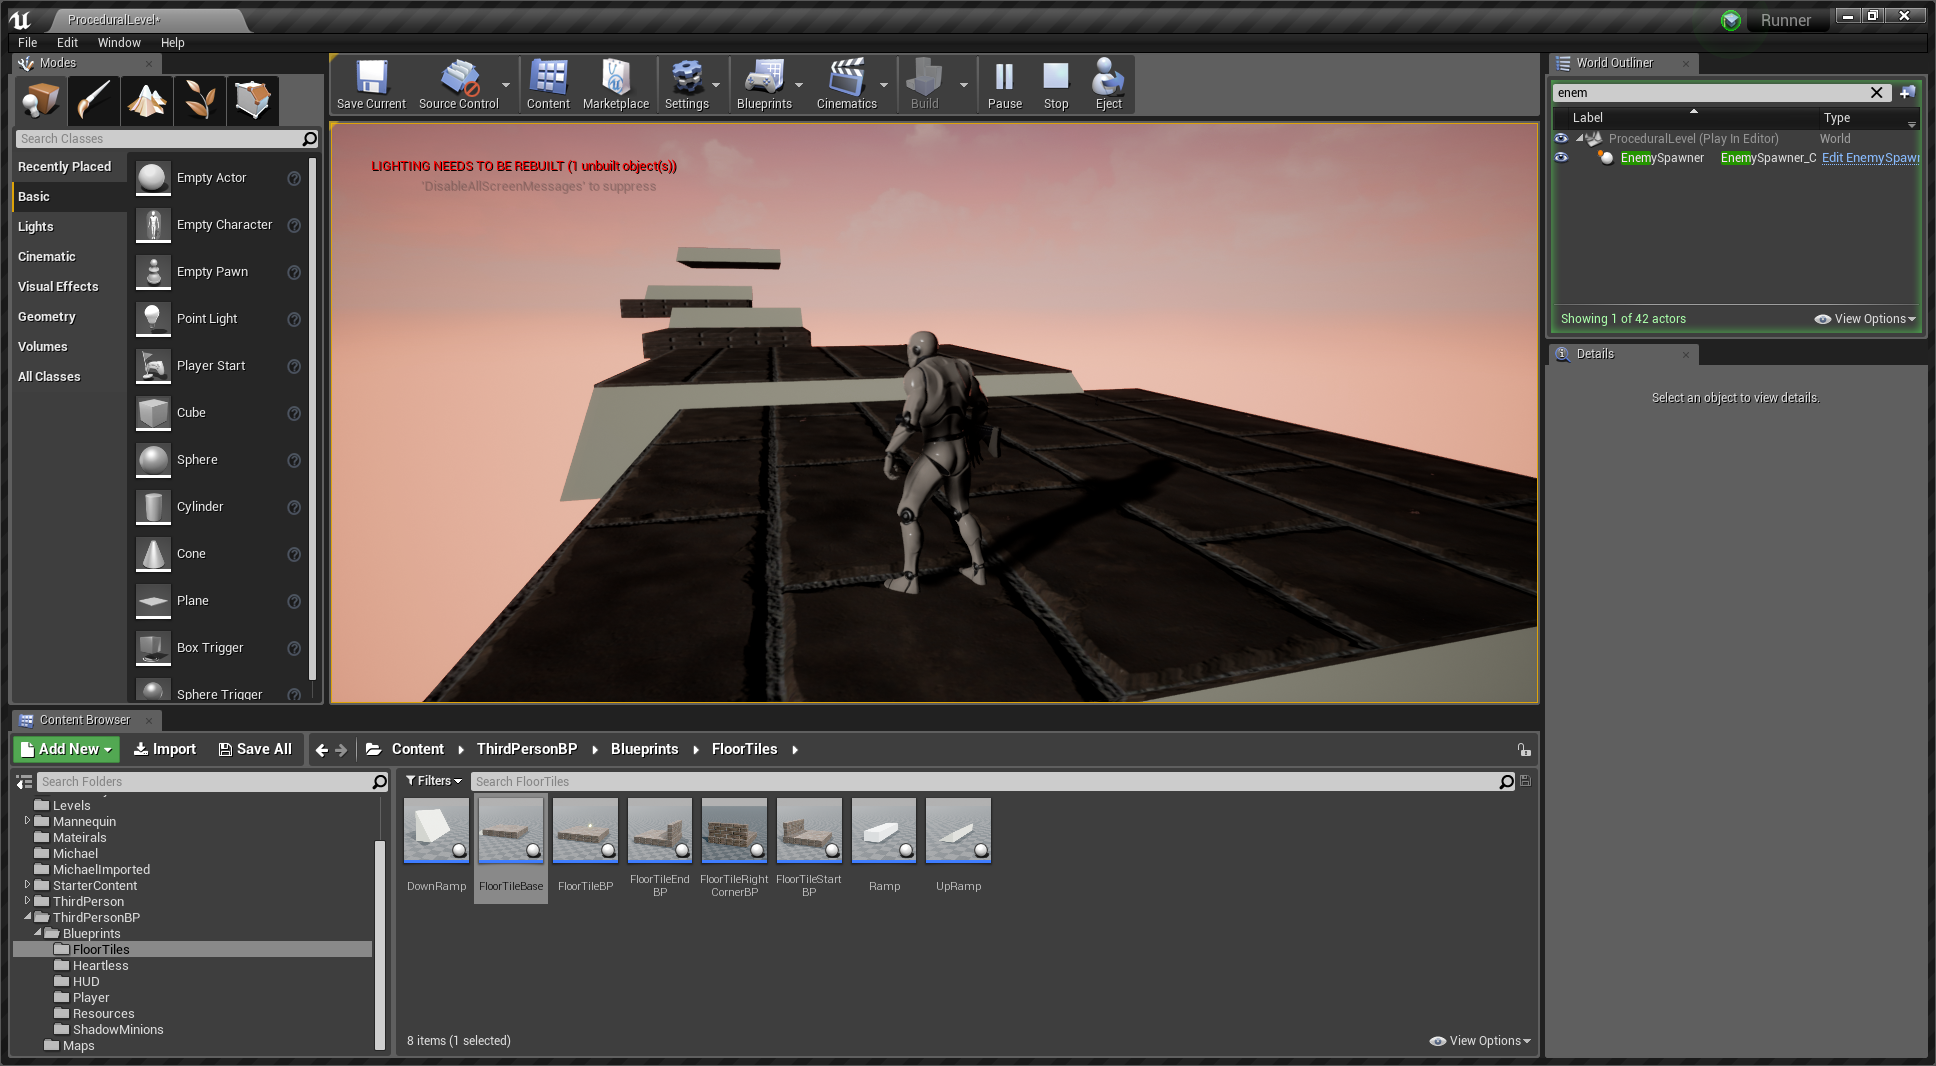 ProceduralLevel*
Runner
File Edit Window Help
Modes
Search Classes
Recently Placed
Basic
Lights
Cinematic
Visual Effects
Geometry
Volumes
All Classes
Empty Actor
Empty Character
Empty Pawn
Point Light
Player Start
Cube
Sphere
Cylinder
Cone
Plane
Box Trigger
Sphere Trigger
Save Current Source Control Content Marketplace Settings Blueprints Cinematics Build Pause Stop Eject
LIGHTING NEEDS TO BE REBUILT (1 unbuilt object(s))
'DisableAllScreenMessages' to suppress
World Outliner
enem
Label Type
ProceduralLevel (Play In Editor) World
EnemySpawner EnemySpawner_C Edit EnemySpawn
Showing 1 of 42 actors View Options
Details
Select an object to view details.
Content Browser
Add New Import Save All Content ThirdPersonBP Blueprints FloorTiles
Search Folders
Levels
Mannequin
Mateirals
Michael
MichaelImported
StarterContent
ThirdPerson
ThirdPersonBP
Blueprints
FloorTiles
Heartless
HUD
Player
Resources
ShadowMinions
Maps
Filters Search FloorTiles
DownRamp
FloorTileBase
FloorTileBP
FloorTileEnd
BP
FloorTileRight
CornerBP
FloorTileStart
BP
Ramp
UpRamp
8 items (1 selected) View Options